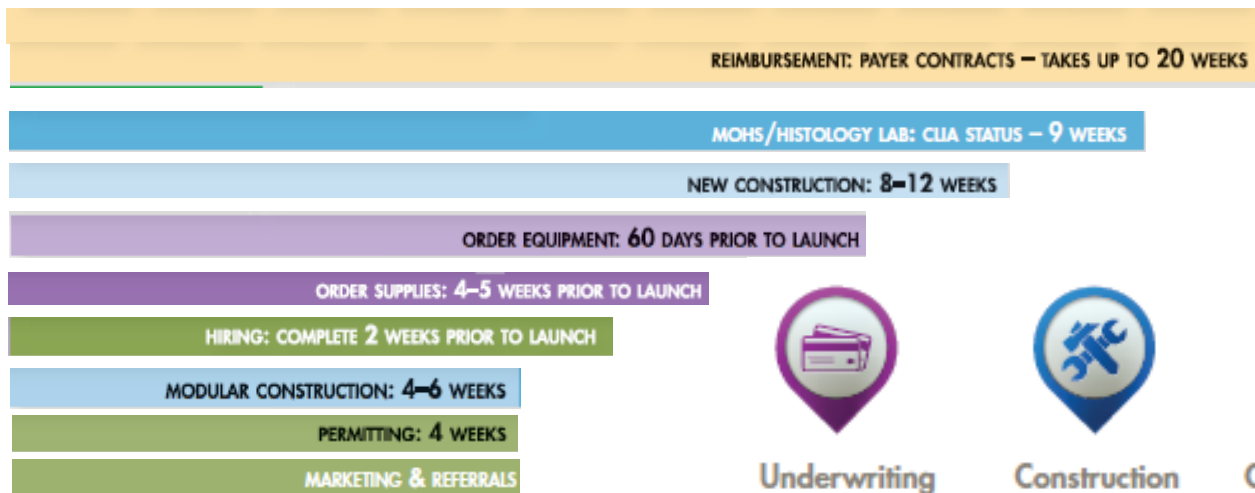 REIMBURSEMENT: PAYER CONTRACTS – TAKES UP TO 20 WEEKS
MOHS/HISTOLOGY LAB: CLIA STATUS – 9 WEEKS
NEW CONSTRUCTION: 8–12 WEEKS
ORDER EQUIPMENT: 60 DAYS PRIOR TO LAUNCH
ORDER SUPPLIES: 4–5 WEEKS PRIOR TO LAUNCH
HIRING: COMPLETE 2 WEEKS PRIOR TO LAUNCH
MODULAR CONSTRUCTION: 4–6 WEEKS
PERMITTING: 4 WEEKS
MARKETING & REFERRALS
Underwriting
Construction